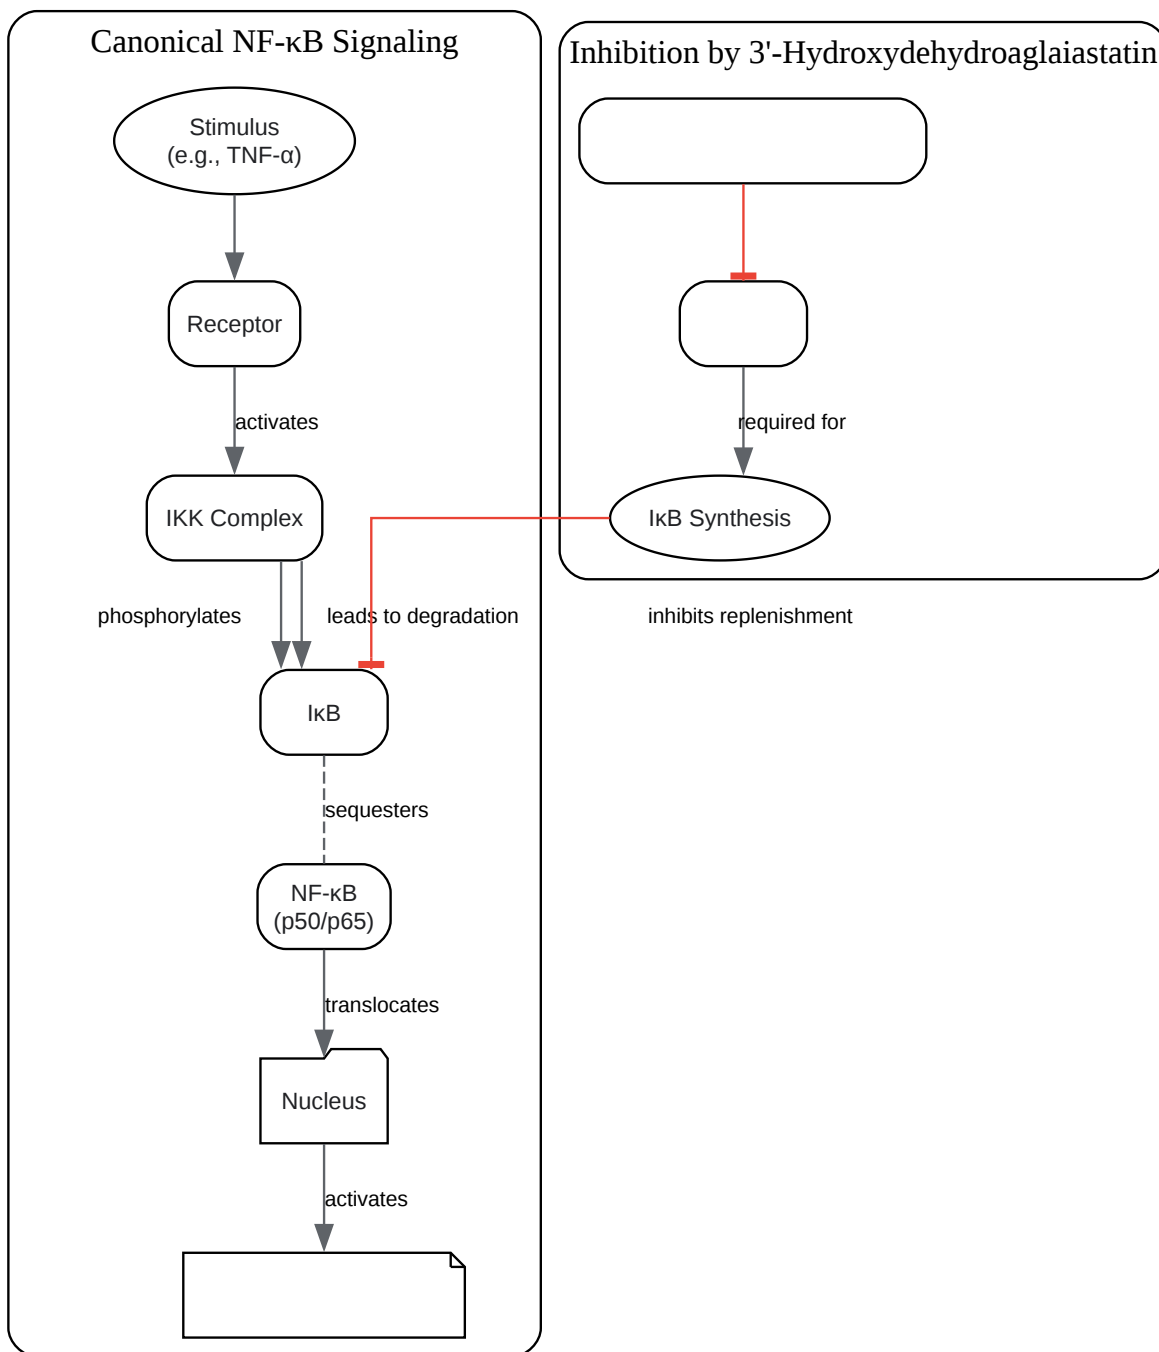 Canonical NF-κB Signaling
Stimulus
(e.g., TNF-α)
Receptor
activates
IKK Complex
phosphorylates
leads to degradation
IκB
sequesters
NF-κB
(p50/p65)
translocates
Nucleus
activates
Inhibition by 3'-Hydroxydehydroaglaiastatin
required for
IκB Synthesis
inhibits replenishment